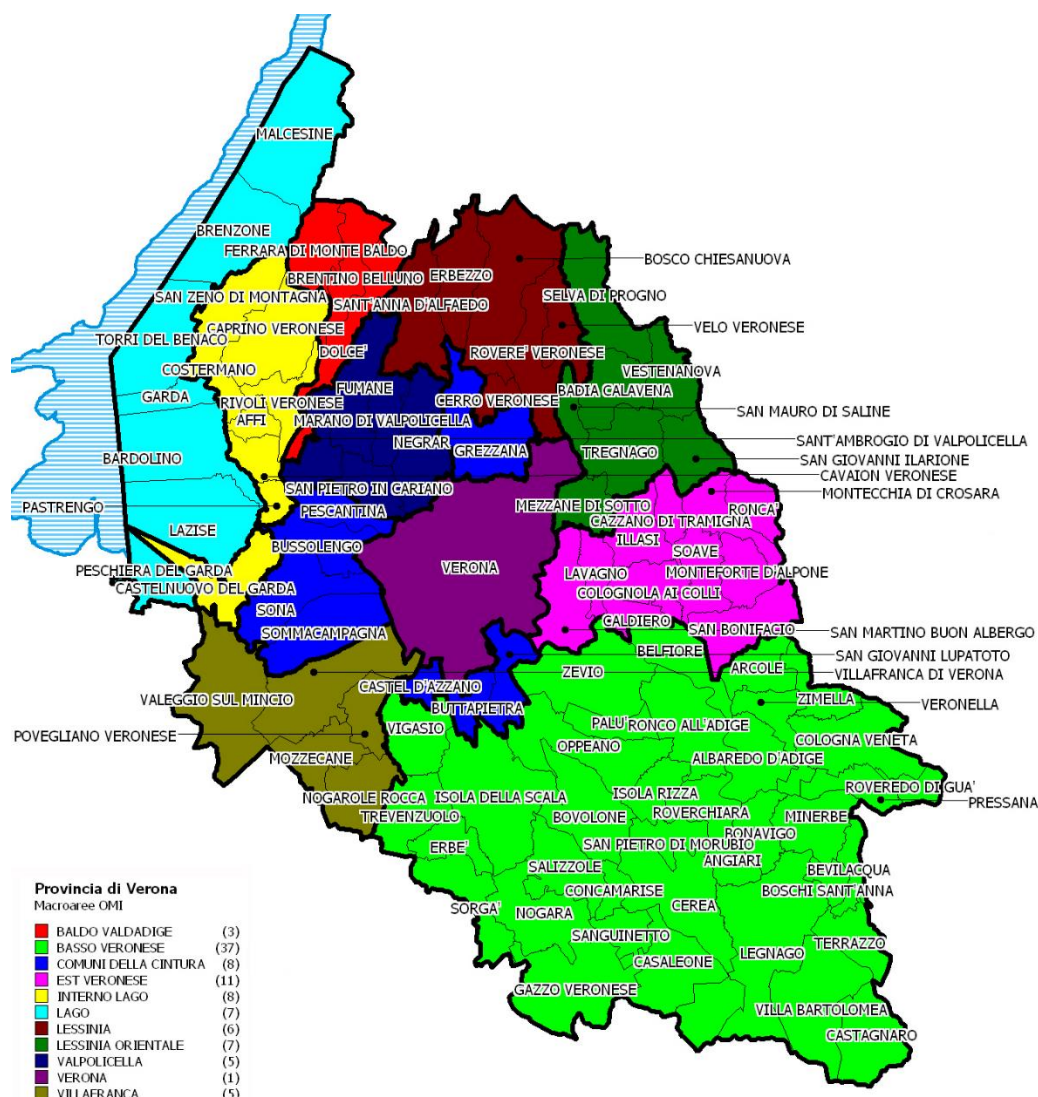 MALCESINE
BRENZONE
FERRARA DI MONTE BALDO
BOSCO CHIESANUVA
BRENTINO BELLUNO
ERBEZZO
SAN ZENO DI MONTAGNA
SANT'ANNA D'ALFAEDO
SELVA DI PROGNO
VELO VERONESE
CAPRINO VERONESE
TORRI DEL BENACO
DOLCE'
ROVERE' VERONESE
COSTERMANO
VESTENANOVA
FUMANE
BADIA CALAVENA
GARDA
RIVOLI VERONESE
CERRO VERONESE
SAN MAURO DI SALINE
AFFI
MARANO DI VALPOLICELLA
NEGRAR
SANT'AMBROGIO DI VALPOLICELLA
GREZZANA
TREGNAGO
BARDOLINO
SAN GIOVANNI ILARIONE
CAVAION VERONESE
SAN PIETRO IN CARIANO
MONTECCHIA DI CROSARA
PASTRENGO
PESCANTINA
MEZZANE DI SOTTO
RONCA'
CAZZANO DI TRAMIGNA
LAZISE
ILLASI
BUSSOLENGO
SOAVE
PESCHIERA DEL GARDA
VERONA
LAVAGNO
MONTEFORTE D'ALPONE
CASTELNUOVO DEL GARDA
COLOGNOLA AI COLLI
SONA
CALDIERO
SOMMACAMPAGNA
SAN BONIFACIO
SAN MARTINO BUON ALBERGO
BELFIORE
SAN GIOVANNI LUPATOTO
ZEVIO
ARCOLE
VILLAFRANCA DI VERONA
CASTEL D'AZZANO
VALEGGIO SUL MINCIO
ZIMELLA
VERONELLA
BUTTAPIETRA
VIGASIO
PALU'
RONCO ALL'ADIGE
POVEGLIANO VERONESE
COLOGNA VENETA
OPPEANO
MOZZECANE
ALBAREDO D'ADIGE
ROVEREDO DI GUA'
NOGAROLE ROCCA
ISOLA DELLA SCALA
ISOLA RIZZA
PRESSANA
TREVENZUOLO
BOVOLONE
ROVERCHIARA
MINERBE
BONAVIGO
ERBE'
SAN PIETRO DI MORUBIO
ANGIARI
SALIZZOLE
BEVILACQUA
CONCAMARISE
BOSCHI SANT'ANNA
SORGA'
NOGARA
CEREA
SANGUINETTO
TERRAZZO
CASALEONE
LEGNAGO
GAZZO VERONESE
VILLA BARTOLOMEA
CASTAGNARO
Provincia di Verona
Macroaree OMI
BALDO VALDADIGE (3)
BASSO VERONESE (37)
COMUNI DELLA CINTURA (8)
EST VERONESE (11)
INTERNO LAGO (8)
LAGO (7)
LESSINIA (6)
LESSINIA ORIENTALE (7)
VALPOLICELLA (5)
VERONA (1)
VILLAFRANCA (5)